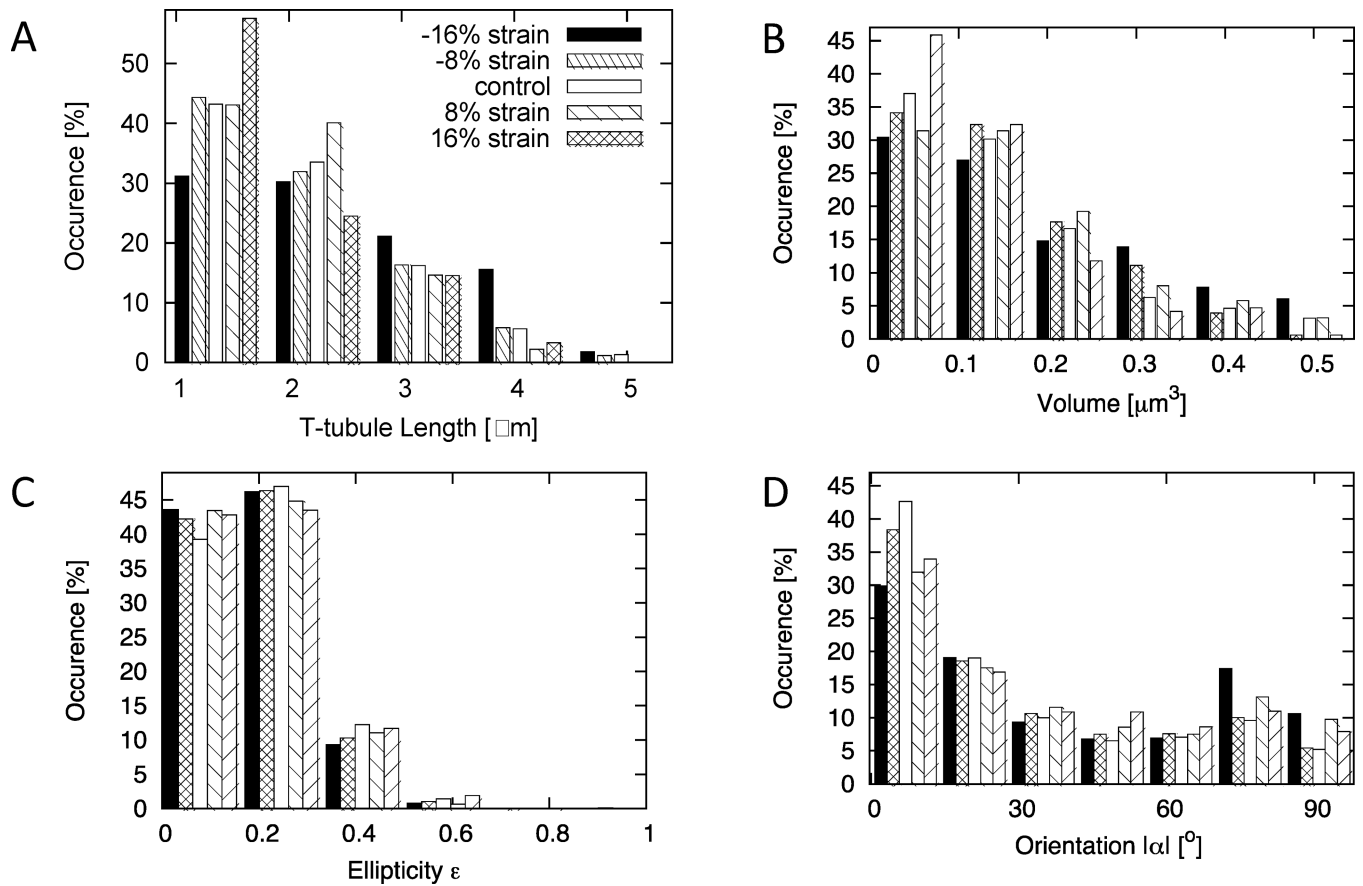 A
-16% strain
-8% strain
control
8% strain
16% strain
Occurence [%]
50
40
30
20
10
0
1 2 3 4 5
T-tubule Length [□m]
B
Occurence [%]
45
40
35
30
25
20
15
10
5
0
0 0.1 0.2 0.3 0.4 0.5
Volume [μm³]
C
Occurence [%]
45
40
35
30
25
20
15
10
5
0
0 0.2 0.4 0.6 0.8 1
Ellipticity ε
D
Occurence [%]
45
40
35
30
25
20
15
10
5
0
0 30 60 90
Orientation |α| [°]